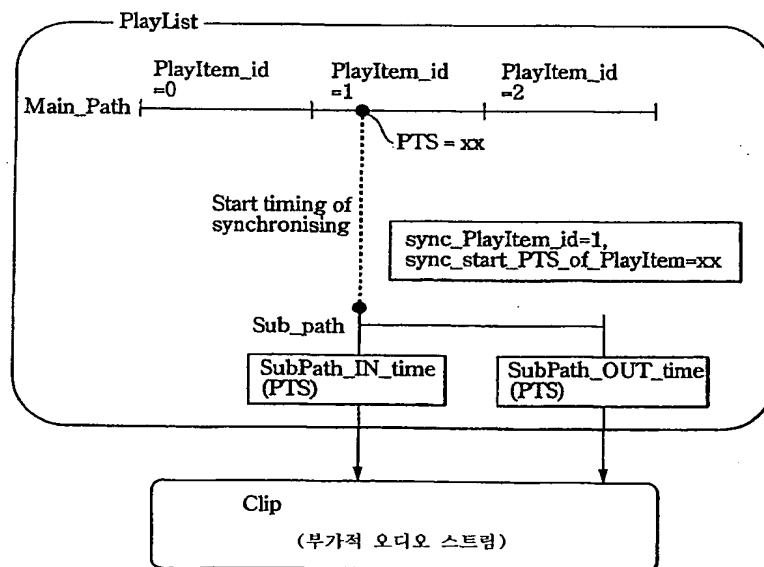 PlayList
PlayItem_id
=0
PlayItem_id
=1
PlayItem_id
=2
Main_Path
PTS = xx
Start timing of
synchronising
sync_PlayItem_id=1,
sync_start_PTS_of_PlayItem=xx
Sub_path
SubPath_IN_time
(PTS)
SubPath_OUT_time
(PTS)
Clip
(부가적 오디오 스트림)